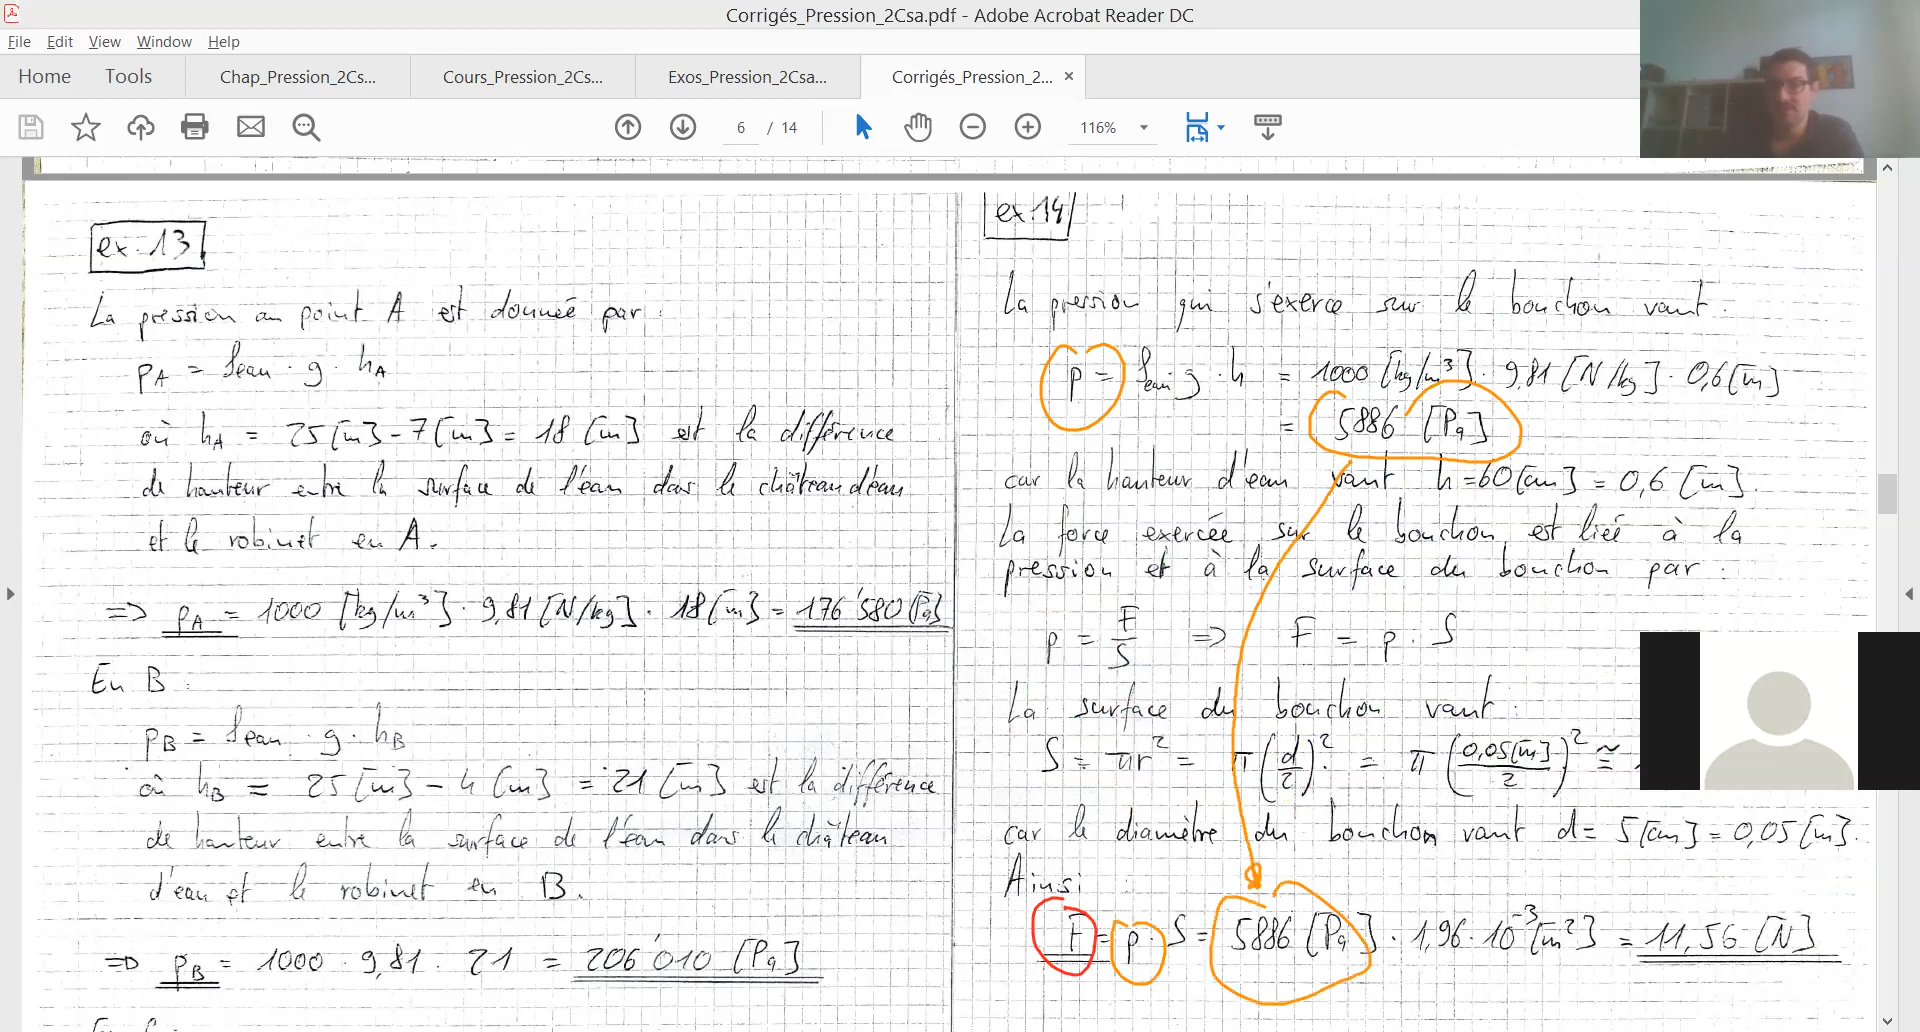 Corrigés_Pression_2Csa.pdf - Adobe Acrobat Reader DC
File Edit View Window Help
Home Tools Chap_Pression_2Cs... Cours_Pression_2Cs... Exos_Pression_2Csa... Corrigés_Pression_2... ×
6 / 14 116%
ex. 13
La pression au point A est donnée par :
pA = ρeau · g · hA
où hA = 25 [m] - 7 [m] = 18 [m] est la différence
de hauteur entre la surface de l'eau dans le château d'eau
et le robinet en A.
=> pA = 1000 [kg/m³] · 9,81 [N/kg] · 18 [m] = 176'580 [Pa]
En B :
pB = ρeau · g · hB
où hB = 25 [m] - 4 [m] = 21 [m] est la différence
de hauteur entre la surface de l'eau dans le château
d'eau et le robinet en B.
=> pB = 1000 · 9,81 · 21 = 206'010 [Pa]
ex. 14
La pression qui s'exerce sur le bouchon vaut :
p = ρeau · g · h = 1000 [kg/m³] · 9,81 [N/kg] · 0,6 [m]
= 5886 [Pa]
car la hauteur d'eau vaut h = 60 [cm] = 0,6 [m].
La force exercée sur le bouchon est liée à la
pression et à la surface du bouchon par :
p = F/S => F = p · S
La surface du bouchon vaut :
S = πr² = π(d/2)² = π(0,05[m]/2)² ≅
car le diamètre du bouchon vaut d = 5 [cm] = 0,05 [m].
Ainsi :
F = p · S = 5886 [Pa] · 1,96 · 10⁻³ [m²] = 11,56 [N]